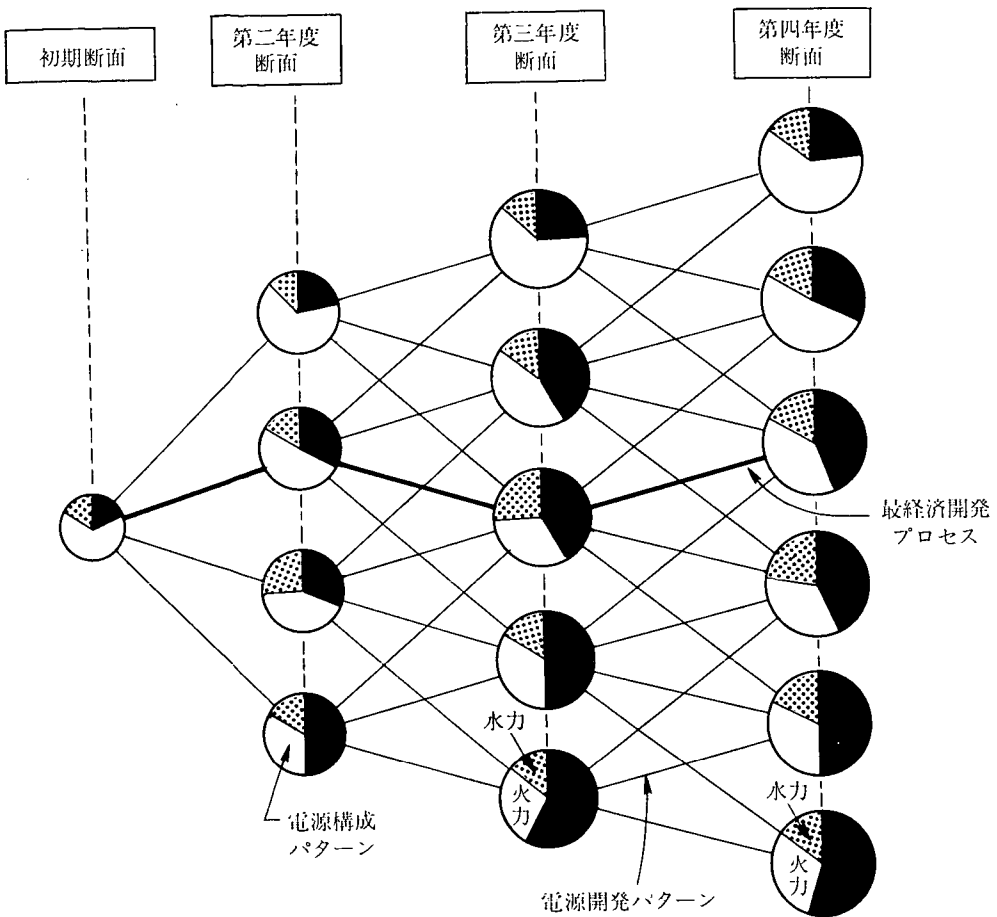 初期断面
第二年度
断面
第三年度
断面
第四年度
断面
最経済開発
プロセス
水力
火力
電源構成
パターン
水力
火力
電源開発パターン